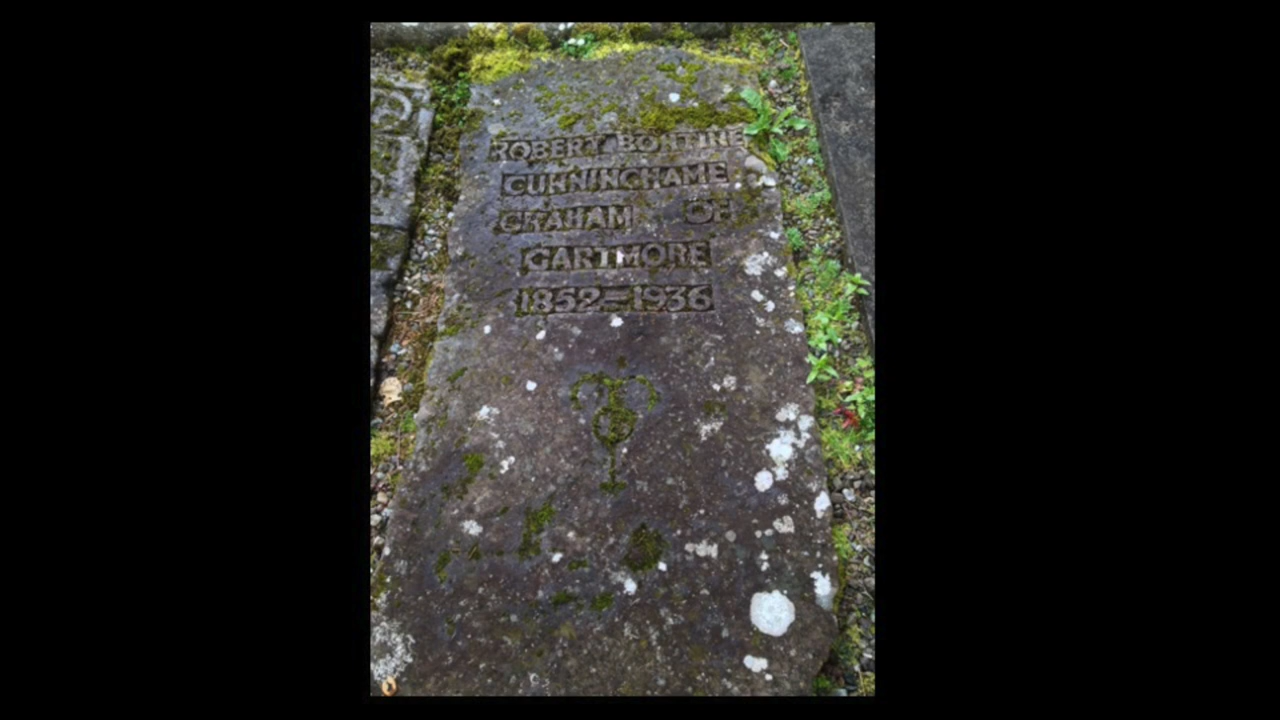 ROBERT BONTINE
CUNNINGHAME
GRAHAM OF
GARTMORE
1852-1936